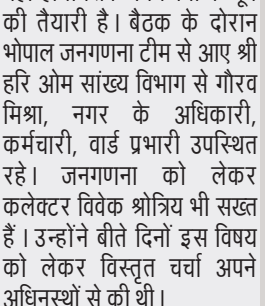 की तैयारी है। बैठक के दौरान
भोपाल जनगणना टीम से आए श्री
हरि ओम सांख्य विभाग से गौरव
मिश्रा, नगर के अधिकारी,
कर्मचारी, वार्ड प्रभारी उपस्थित
रहे। जनगणना को लेकर
कलेक्टर विवेक श्रोत्रिय भी सख्त
हैं। उन्होंने बीते दिनों इस विषय
को लेकर विस्तृत चर्चा अपने
अधिनस्थों से की थी।